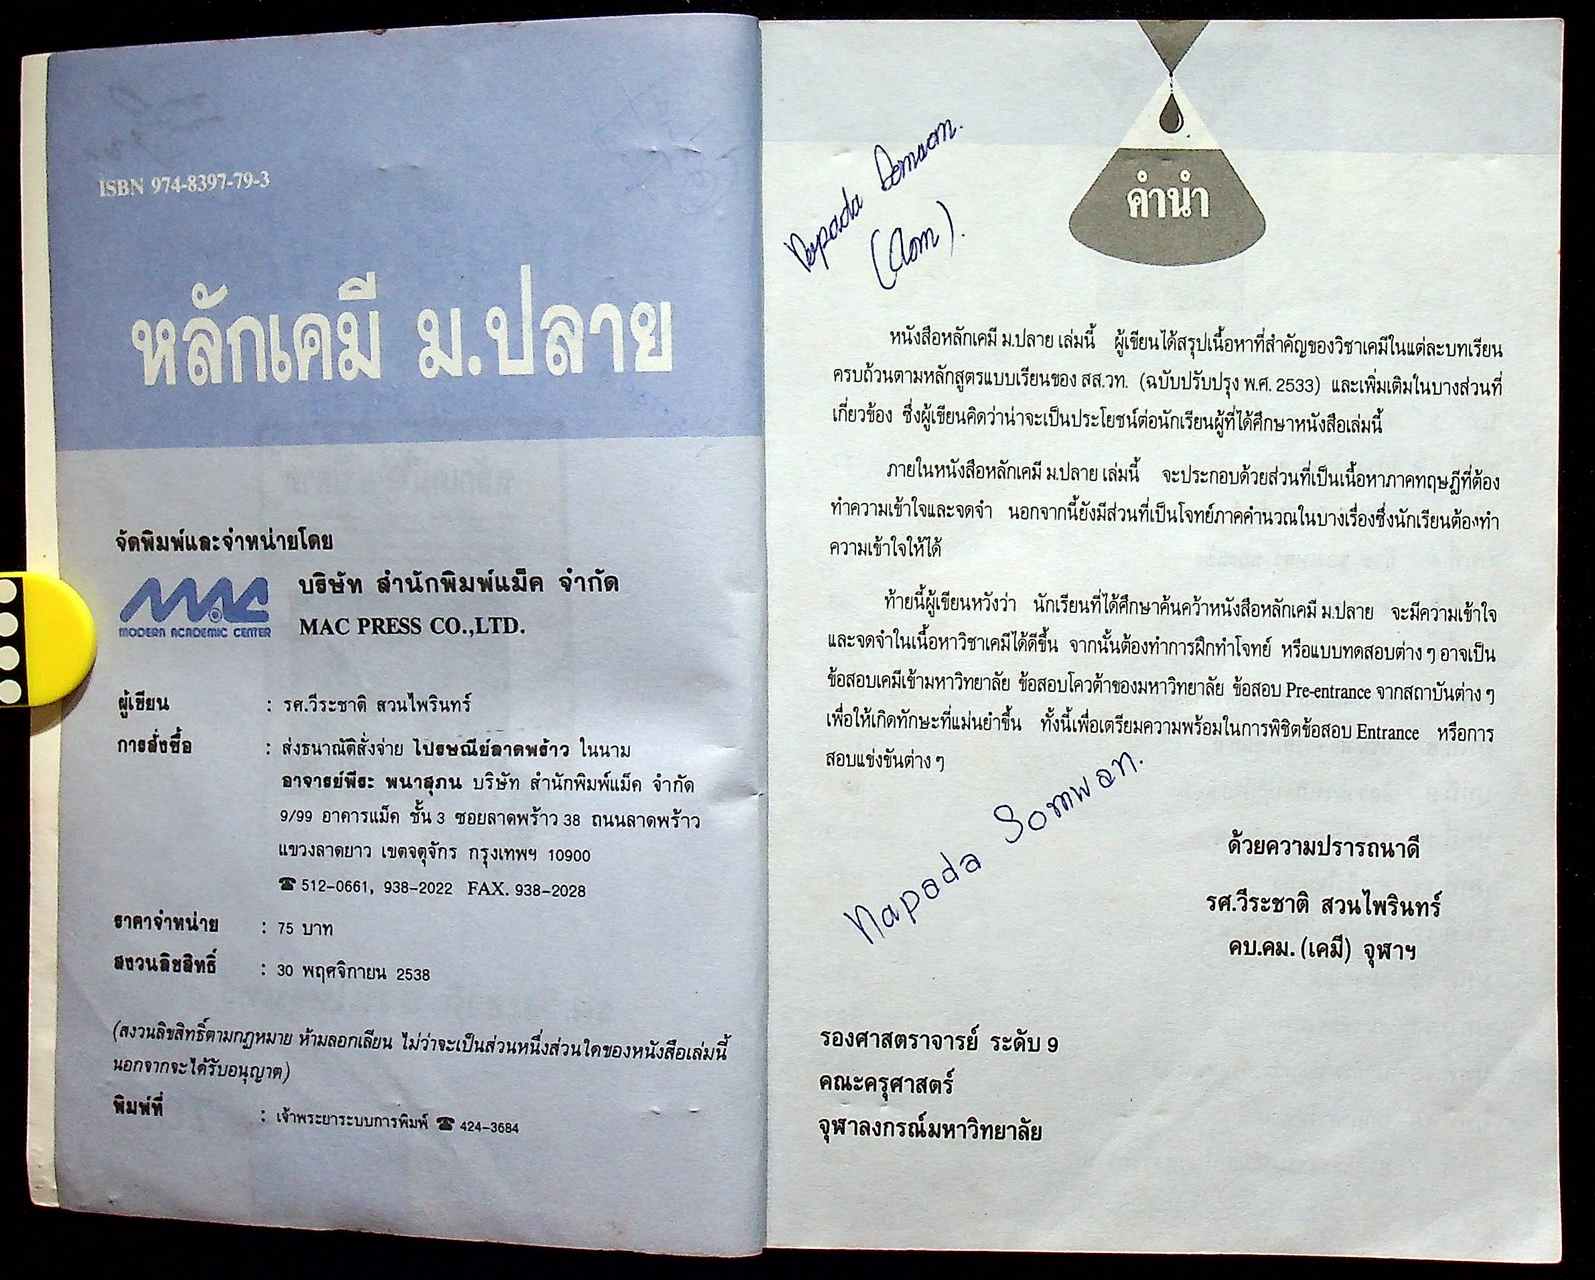 ISBN 974-8397-79-3
หลักเคมี ม.ปลาย
จัดพิมพ์และจำหน่ายโดย
MAC
MODERN ACADEMIC CENTER
บริษัท สำนักพิมพ์แม็ค จำกัด
MAC PRESS CO.,LTD.
ผู้เขียน : รศ.วีระชาติ สวนไพรินทร์
การสั่งซื้อ : ส่งธนาณัติสั่งจ่าย ไปรษณีย์ลาดพร้าว ในนาม
อาจารย์พีระ พนาสุภน บริษัท สำนักพิมพ์แม็ค จำกัด
9/99 อาคารแม็ค ชั้น 3 ซอยลาดพร้าว 38 ถนนลาดพร้าว
แขวงลาดยาว เขตจตุจักร กรุงเทพฯ 10900
☎ 512-0661, 938-2022 FAX. 938-2028
ราคาจำหน่าย : 75 บาท
สงวนลิขสิทธิ์ : 30 พฤศจิกายน 2538
(สงวนลิขสิทธิ์ตามกฎหมาย ห้ามลอกเลียน ไม่ว่าจะเป็นส่วนหนึ่งส่วนใดของหนังสือเล่มนี้
นอกจากจะได้รับอนุญาต)
พิมพ์ที่ : เจ้าพระยาระบบการพิมพ์ ☎ 424-3684
คำนำ
Napada Somwan.
(Aom).
หนังสือหลักเคมี ม.ปลาย เล่มนี้ ผู้เขียนได้สรุปเนื้อหาที่สำคัญของวิชาเคมีในแต่ละบทเรียน
ครบถ้วนตามหลักสูตรแบบเรียนของ สส.วท. (ฉบับปรับปรุง พ.ศ. 2533) และเพิ่มเติมในบางส่วนที่
เกี่ยวข้อง ซึ่งผู้เขียนคิดว่าน่าจะเป็นประโยชน์ต่อนักเรียนผู้ที่ได้ศึกษาหนังสือเล่มนี้
ภายในหนังสือหลักเคมี ม.ปลาย เล่มนี้ จะประกอบด้วยส่วนที่เป็นเนื้อหาภาคทฤษฎีที่ต้อง
ทำความเข้าใจและจดจำ นอกจากนี้ยังมีส่วนที่เป็นโจทย์ภาคคำนวณในบางเรื่องซึ่งนักเรียนต้องทำ
ความเข้าใจให้ได้
ท้ายนี้ผู้เขียนหวังว่า นักเรียนที่ได้ศึกษาค้นคว้าหนังสือหลักเคมี ม.ปลาย จะมีความเข้าใจ
และจดจำในเนื้อหาวิชาเคมีได้ดีขึ้น จากนั้นต้องทำการฝึกทำโจทย์ หรือแบบทดสอบต่าง ๆ อาจเป็น
ข้อสอบเคมีเข้ามหาวิทยาลัย ข้อสอบโควต้าของมหาวิทยาลัย ข้อสอบ Pre-entrance จากสถาบันต่าง ๆ
เพื่อให้เกิดทักษะที่แม่นยำขึ้น ทั้งนี้เพื่อเตรียมความพร้อมในการพิชิตข้อสอบ Entrance หรือการ
สอบแข่งขันต่าง ๆ
Napada Somwan.
ด้วยความปรารถนาดี
รศ.วีระชาติ สวนไพรินทร์
คบ.คม. (เคมี) จุฬาฯ
รองศาสตราจารย์ ระดับ 9
คณะครุศาสตร์
จุฬาลงกรณ์มหาวิทยาลัย